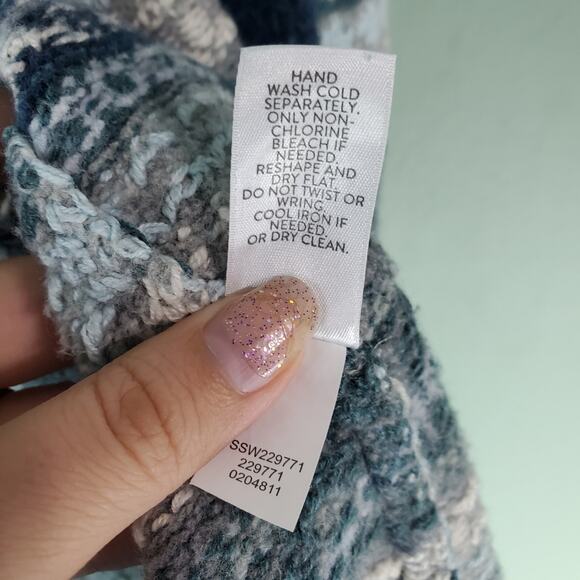 HAND
WASH COLD
SEPARATELY.
ONLY NON-
CHLORINE
BLEACH IF
NEEDED.
RESHAPE AND
DRY FLAT.
DO NOT TWIST OR
WRING.
COOL IRON IF
NEEDED.
OR DRY CLEAN.
SSW229771
229771
0204811